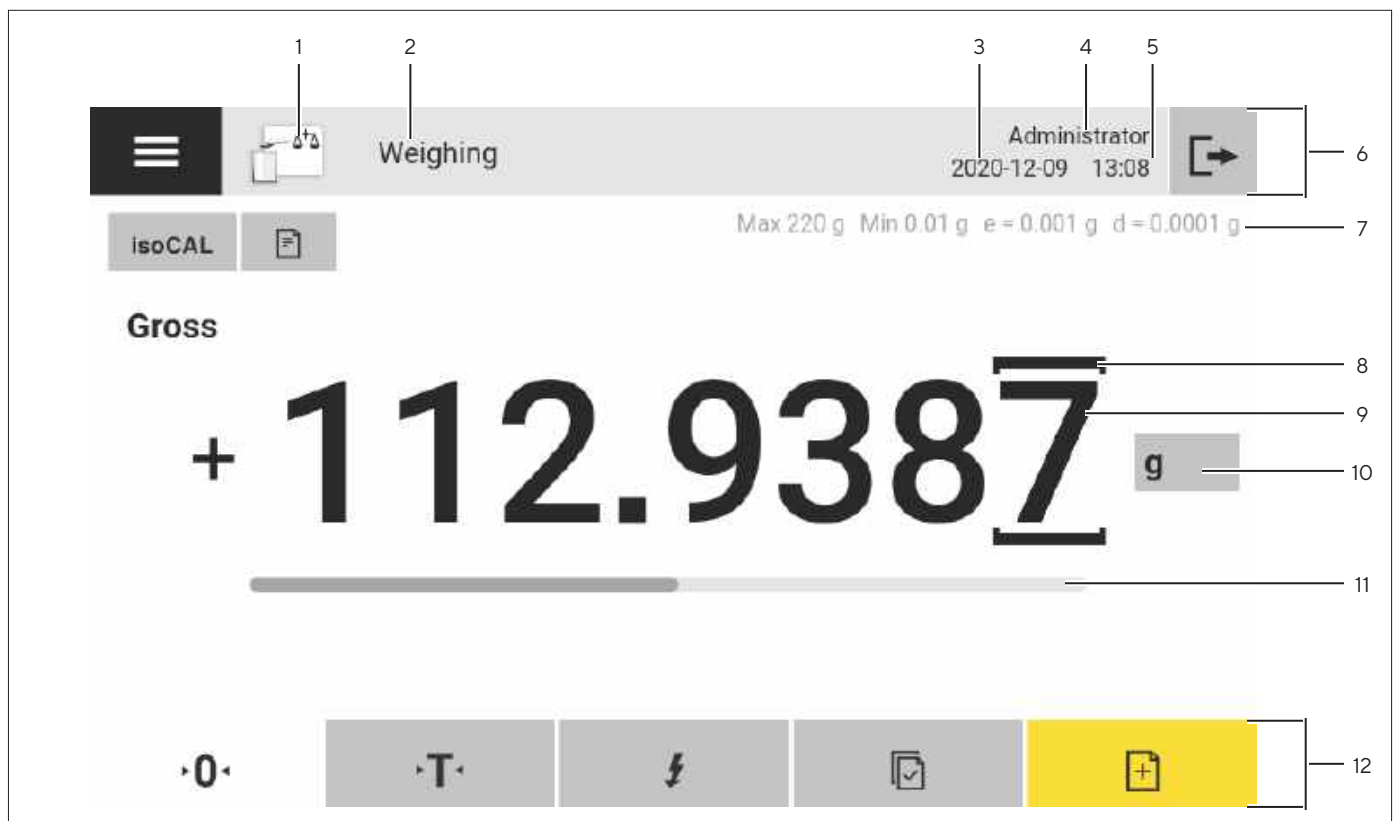 1 2 3 4 5
Weighing
Administrator
2020-12-09 13:08
6
isoCAL
Max 220 g Min 0.01 g e = 0.001 g d = 0.0001 g
7
Gross
8
+ 112.9387 g
9
10
11
0 T
12